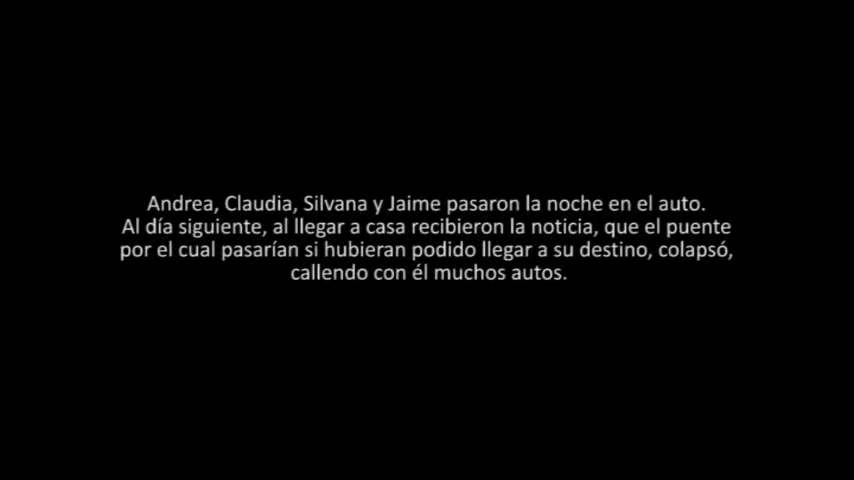 Andrea, Claudia, Silvana y Jaime pasaron la noche en el auto.
Al día siguiente, al llegar a casa recibieron la noticia, que el puente
por el cual pasarían si hubieran podido llegar a su destino, colapsó,
callendo con él muchos autos.